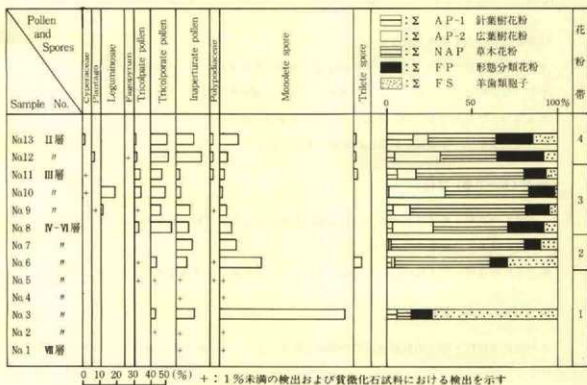 Pollen and Spores
Sample No.
Cyperaceae
Plantago
Leguminosae
Fagopyrum
Tricolpate pollen
Tricolporate pollen
Inaperturate pollen
Polypodiaceae
Monolete spore
Trilete spore
:Σ AP-1 針葉樹花粉
:Σ AP-2 広葉樹花粉
:Σ NAP 草木花粉
:Σ FP 形態分類花粉
:Σ FS 羊歯類胞子
0 50 100%
花粉帯
No.13 II層
No.12 〃 +
No.11 III層 +
No.10 〃 +
No.9 〃 + + +
No.8 IV-VI層
No.7 〃
No.6 〃 + +
No.5 〃 + + + + +
No.4 〃 + +
No.3 〃
No.2 〃 + + +
No.1 VII層 + +
4
3
2
1
0 10 20 30 40 50(%) +:1%未満の検出および貧微化石試料における検出を示す